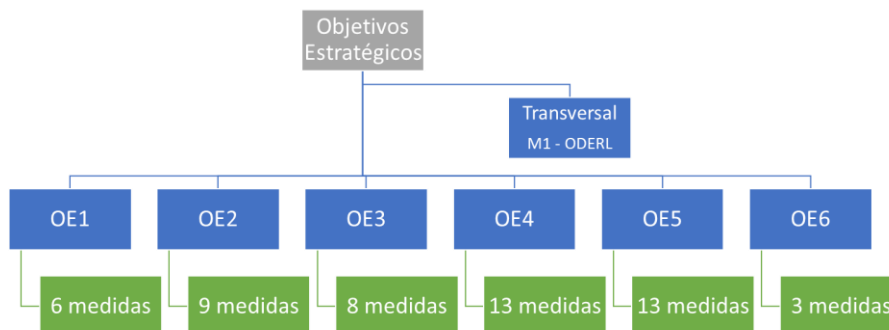 Objetivos
Estratégicos
Transversal
M1 - ODERL
OE1
OE2
OE3
OE4
OE5
OE6
6 medidas
9 medidas
8 medidas
13 medidas
13 medidas
3 medidas